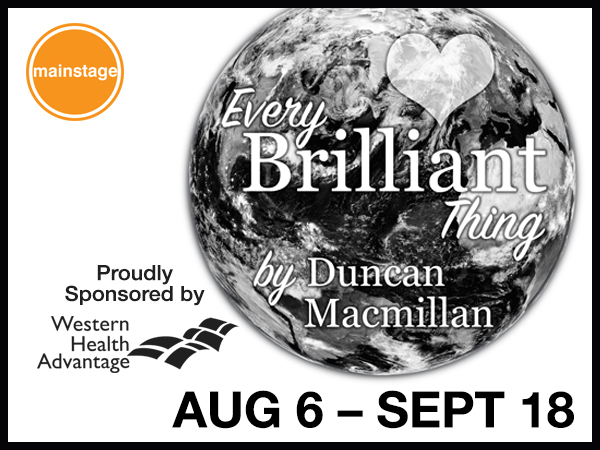 mainstage
Every
Brilliant
Thing
by Duncan
Macmillan
Proudly
Sponsored by
Western
Health
Advantage
AUG 6 – SEPT 18